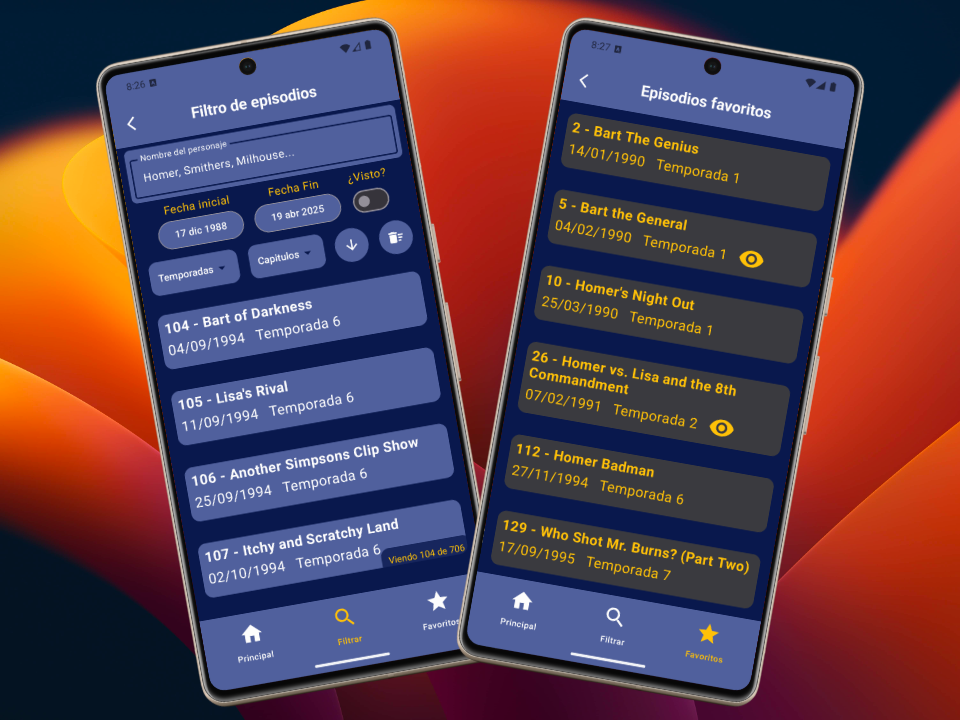 8:26
Filtro de episodios
Nombre del personaje
Homer, Smithers, Milhouse...
Fecha inicial
Fecha Fin
¿Visto?
17 dic 1988
19 abr 2025
Temporadas
Capitulos
104 - Bart of Darkness
04/09/1994 Temporada 6
105 - Lisa's Rival
11/09/1994 Temporada 6
106 - Another Simpsons Clip Show
25/09/1994 Temporada 6
107 - Itchy and Scratchy Land
02/10/1994 Temporada 6
Viendo 104 de 706
Principal
Filtrar
Favoritos
8:27
Episodios favoritos
2 - Bart The Genius
14/01/1990 Temporada 1
5 - Bart the General
04/02/1990 Temporada 1
10 - Homer's Night Out
25/03/1990 Temporada 1
26 - Homer vs. Lisa and the 8th
Commandment
07/02/1991 Temporada 2
112 - Homer Badman
27/11/1994 Temporada 6
129 - Who Shot Mr. Burns? (Part Two)
17/09/1995 Temporada 7
Principal
Filtrar
Favoritos